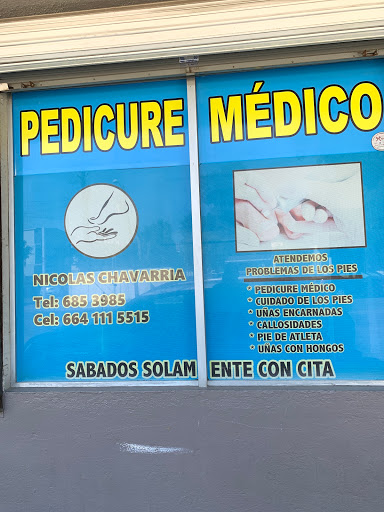 PEDICURE MÉDICO
NICOLAS CHAVARRIA
Tel: 685 3985
Cel: 664 111 5515
ATENDEMOS
PROBLEMAS DE LOS PIES
* PEDICURE MÉDICO
* CUIDADO DE LOS PIES
* UÑAS ENCARNADAS
* CALLOSIDADES
* PIE DE ATLETA
* UÑAS CON HONGOS
SABADOS SOLAMENTE CON CITA